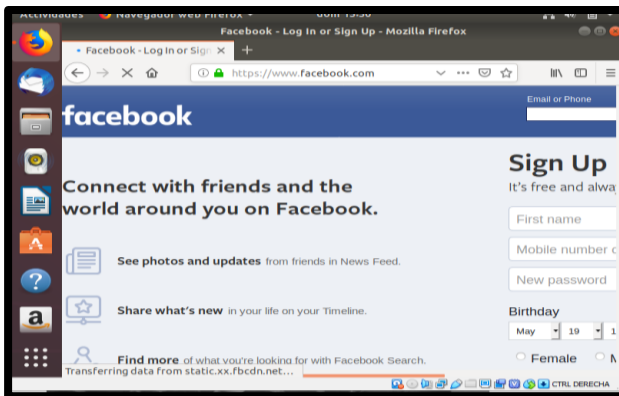 Actividades Navegador web Firefox dom 15:30
Facebook - Log In or Sign Up - Mozilla Firefox
Facebook - Log In or Sign
https://www.facebook.com
Email or Phone
facebook
Sign Up
It's free and alwa
Connect with friends and the
world around you on Facebook.
First name
Mobile number o
See photos and updates from friends in News Feed.
New password
Share what's new in your life on your Timeline.
Birthday
May 19 1
Female M
Find more of what you're looking for with Facebook Search.
Transferring data from static.xx.fbcdn.net...
CTRL DERECHA